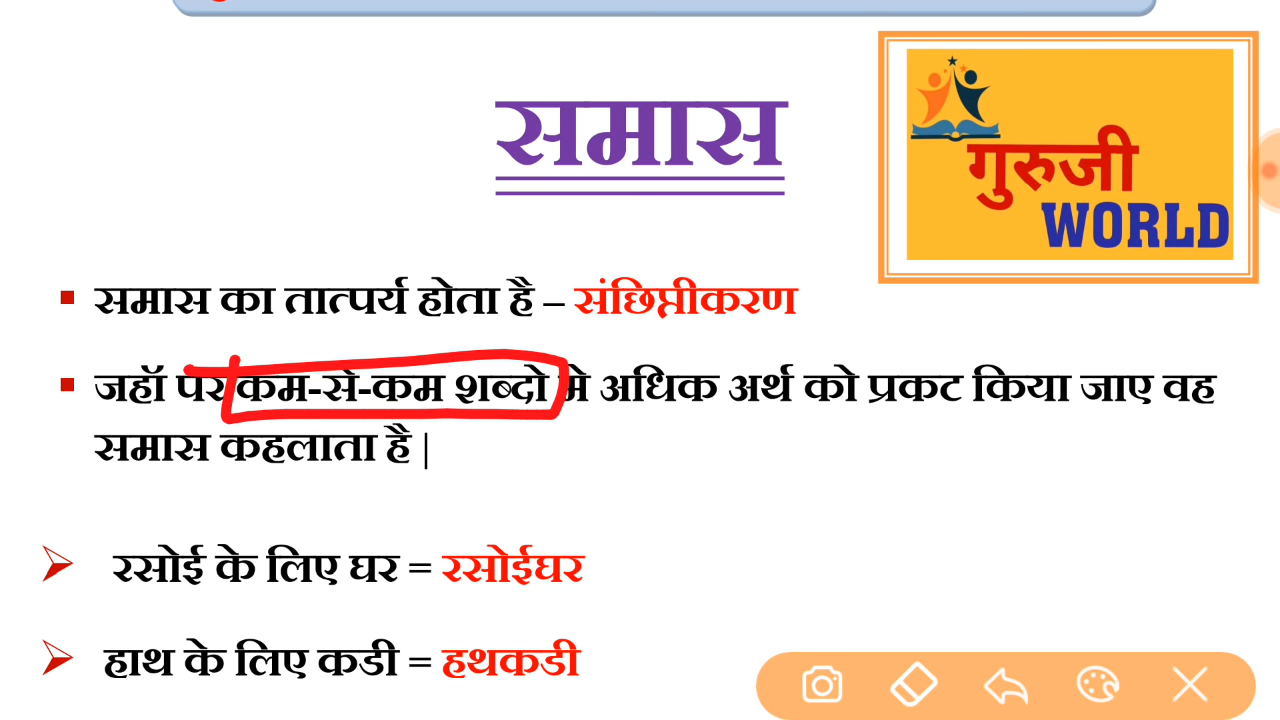 समास
गुरुजी
WORLD
समास का तात्पर्य होता है – संछिप्तीकरण
जहॉ पर कम-से-कम शब्दो मे अधिक अर्थ को प्रकट किया जाए वह
समास कहलाता है |
रसोई के लिए घर = रसोईघर
हाथ के लिए कडी = हथकडी